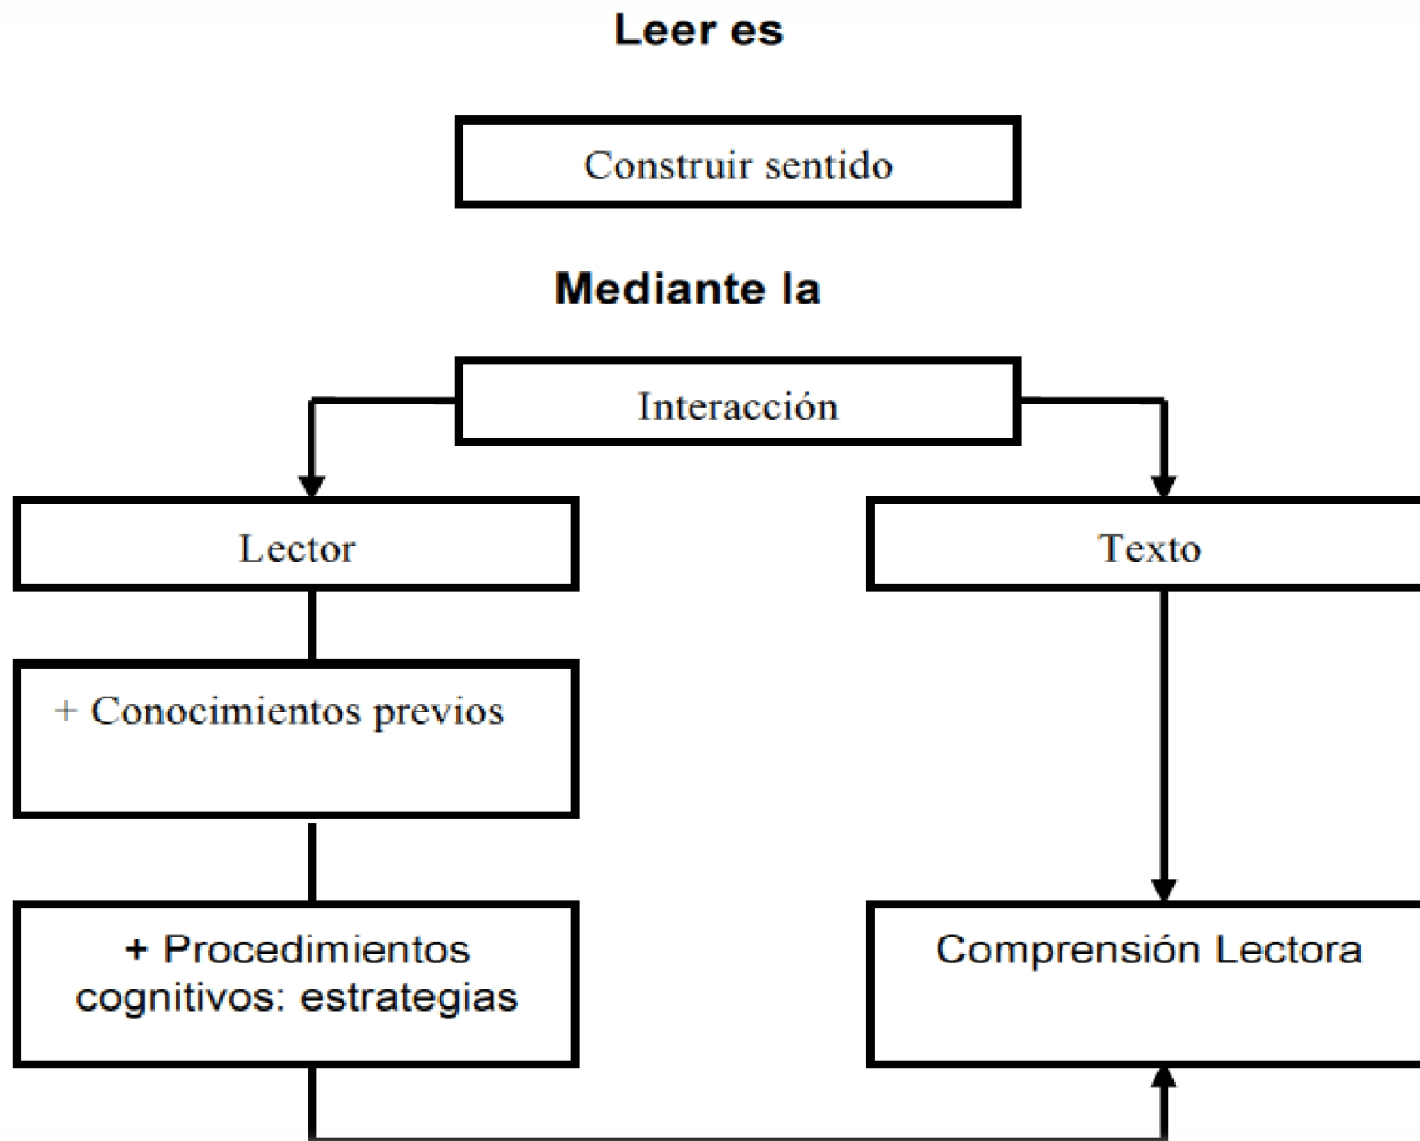 Leer es
Construir sentido
Mediante la
Interacción
Lector
Texto
+ Conocimientos previos
+ Procedimientos
cognitivos: estrategias
Comprensión Lectora